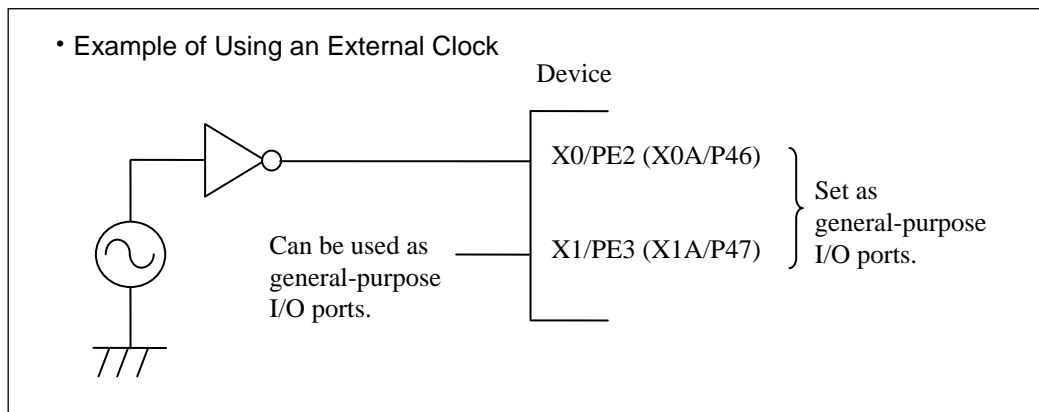 • Example of Using an External Clock
Device
X0/PE2 (X0A/P46)
X1/PE3 (X1A/P47)
Set as
general-purpose
I/O ports.
Can be used as
general-purpose
I/O ports.